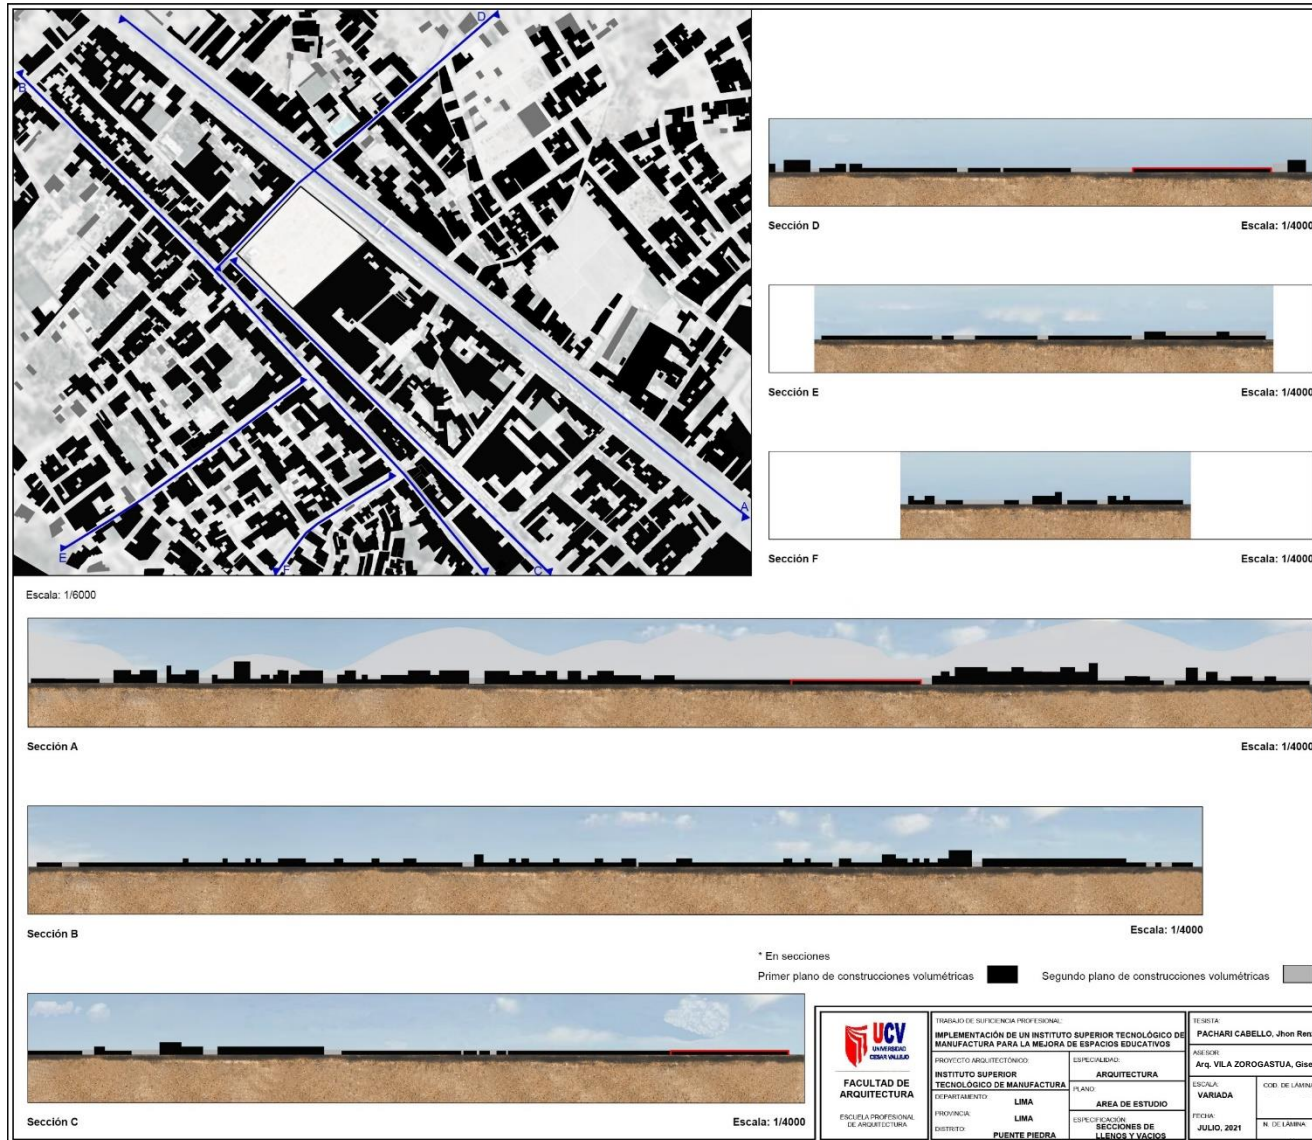 D
B
A
E
F
C
Sección D
Escala: 1/4000
Sección E
Escala: 1/4000
Sección F
Escala: 1/4000
Escala: 1/6000
Sección A
Escala: 1/4000
Sección B
Escala: 1/4000
* En secciones
Primer plano de construcciones volumétricas
Segundo plano de construcciones volumétricas
Sección C
Escala: 1/4000
UCV
UNIVERSIDAD
CESAR VALLEJO
FACULTAD DE
ARQUITECTURA
ESCUELA PROFESIONAL
DE ARQUITECTURA
TRABAJO DE SUFICIENCIA PROFESIONAL:
IMPLEMENTACIÓN DE UN INSTITUTO SUPERIOR TECNOLÓGICO DE
MANUFACTURA PARA LA MEJORA DE ESPACIOS EDUCATIVOS
PROYECTO ARQUITECTÓNICO:
INSTITUTO SUPERIOR
TECNOLÓGICO DE MANUFACTURA
DEPARTAMENTO:
LIMA
PROVINCIA:
LIMA
DISTRITO:
PUENTE PIEDRA
ESPECIALIDAD:
ARQUITECTURA
PLANO:
AREA DE ESTUDIO
ESPECIFICACIÓN:
SECCIONES DE
LLENOS Y VACIOS
TESISTA:
PACHARI CABELLO, Jhon Ren
ASESOR:
Arq. VILA ZOROGASTUA, Gise
ESCALA:
VARIADA
COD. DE LÁMINA
FECHA:
JULIO, 2021
N. DE LÁMINA: